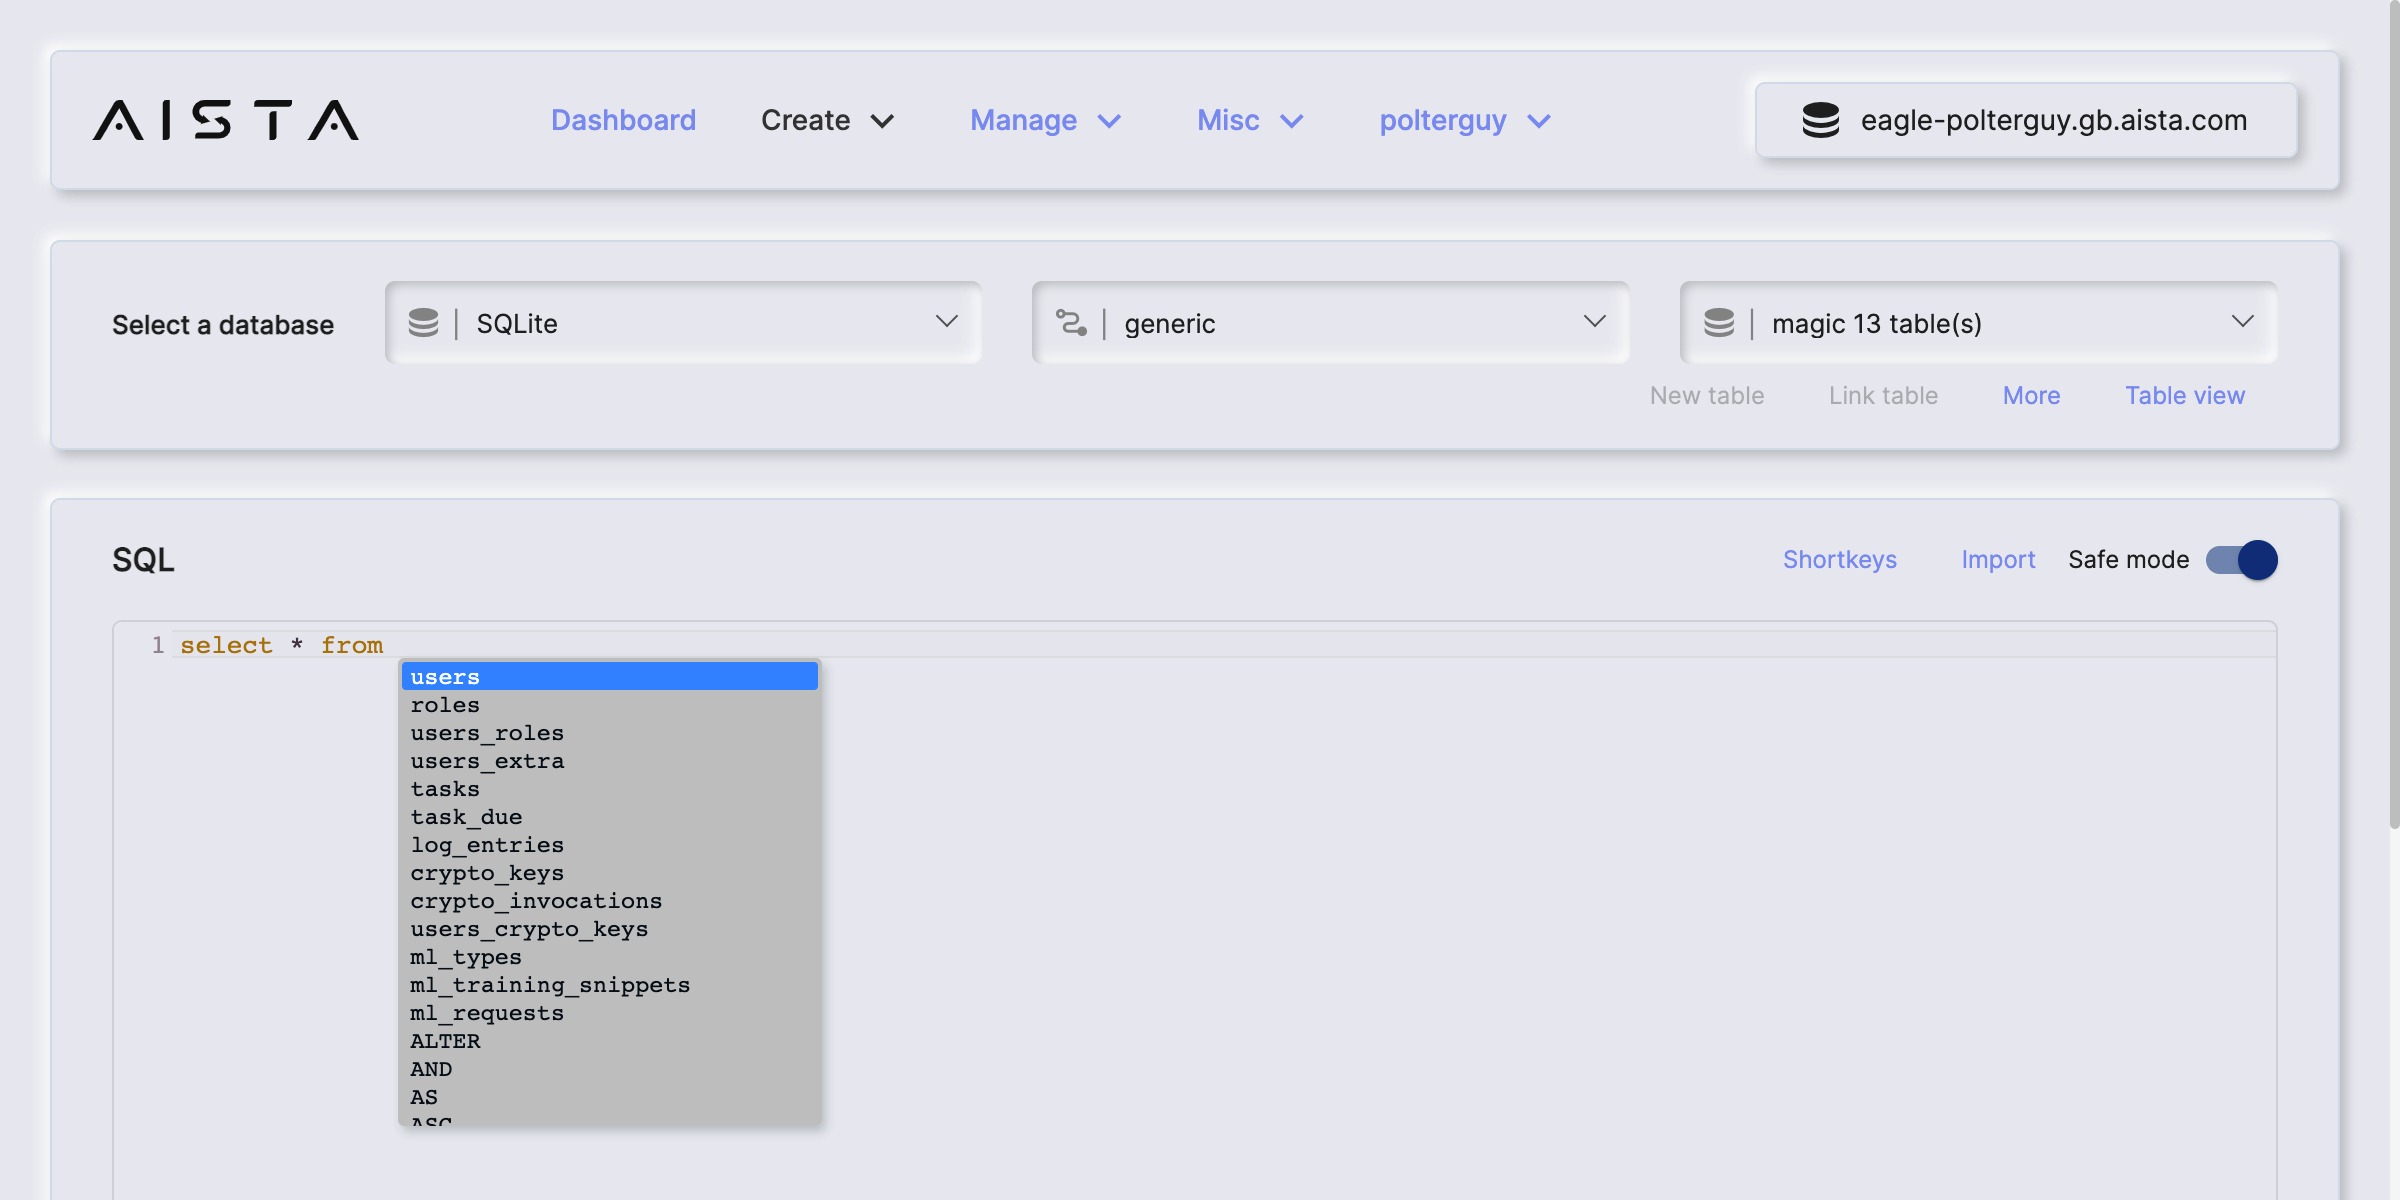 AISTA
Dashboard Create Manage Misc polterguy eagle-polterguy.gb.aista.com
Select a database SQLite generic magic 13 table(s)
New table Link table More Table view
SQL Shortkeys Import Safe mode
1 select * from
users
roles
users_roles
users_extra
tasks
task_due
log_entries
crypto_keys
crypto_invocations
users_crypto_keys
ml_types
ml_training_snippets
ml_requests
ALTER
AND
AS
ASC